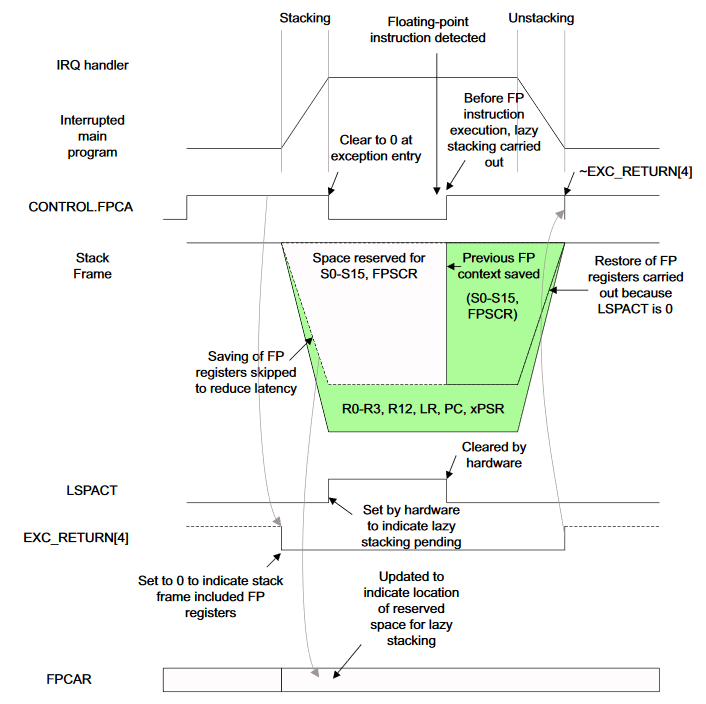 Stacking
Floating-point
instruction detected
Unstacking
IRQ handler
Interrupted
main
program
Clear to 0 at
exception entry
Before FP
instruction
execution, lazy
stacking carried
out
~EXC_RETURN[4]
CONTROL.FPCA
Stack
Frame
Space reserved for
S0-S15, FPSCR
Previous FP
context saved
(S0-S15,
FPSCR)
Restore of FP
registers carried
out because
LSPACT is 0
Saving of FP
registers skipped
to reduce latency
R0-R3, R12, LR, PC, xPSR
Cleared by
hardware
LSPACT
Set by hardware
to indicate lazy
stacking pending
EXC_RETURN[4]
Set to 0 to indicate stack
frame included FP
registers
Updated to
indicate location
of reserved
space for lazy
stacking
FPCAR